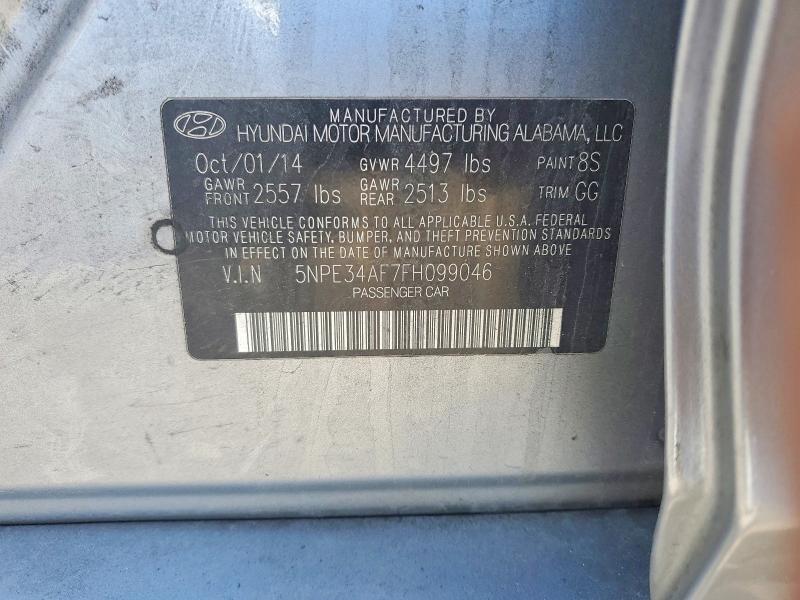 MANUFACTURED BY
HYUNDAI MOTOR MANUFACTURING ALABAMA, LLC
Oct/01/14 GVWR 4497 lbs PAINT 8S
GAWR FRONT 2557 lbs GAWR REAR 2513 lbs TRIM GG
THIS VEHICLE CONFORMS TO ALL APPLICABLE U.S.A. FEDERAL
MOTOR VEHICLE SAFETY, BUMPER, AND THEFT PREVENTION STANDARDS
IN EFFECT ON THE DATE OF MANUFACTURE SHOWN ABOVE.
V.I.N 5NPE34AF7FH099046
PASSENGER CAR